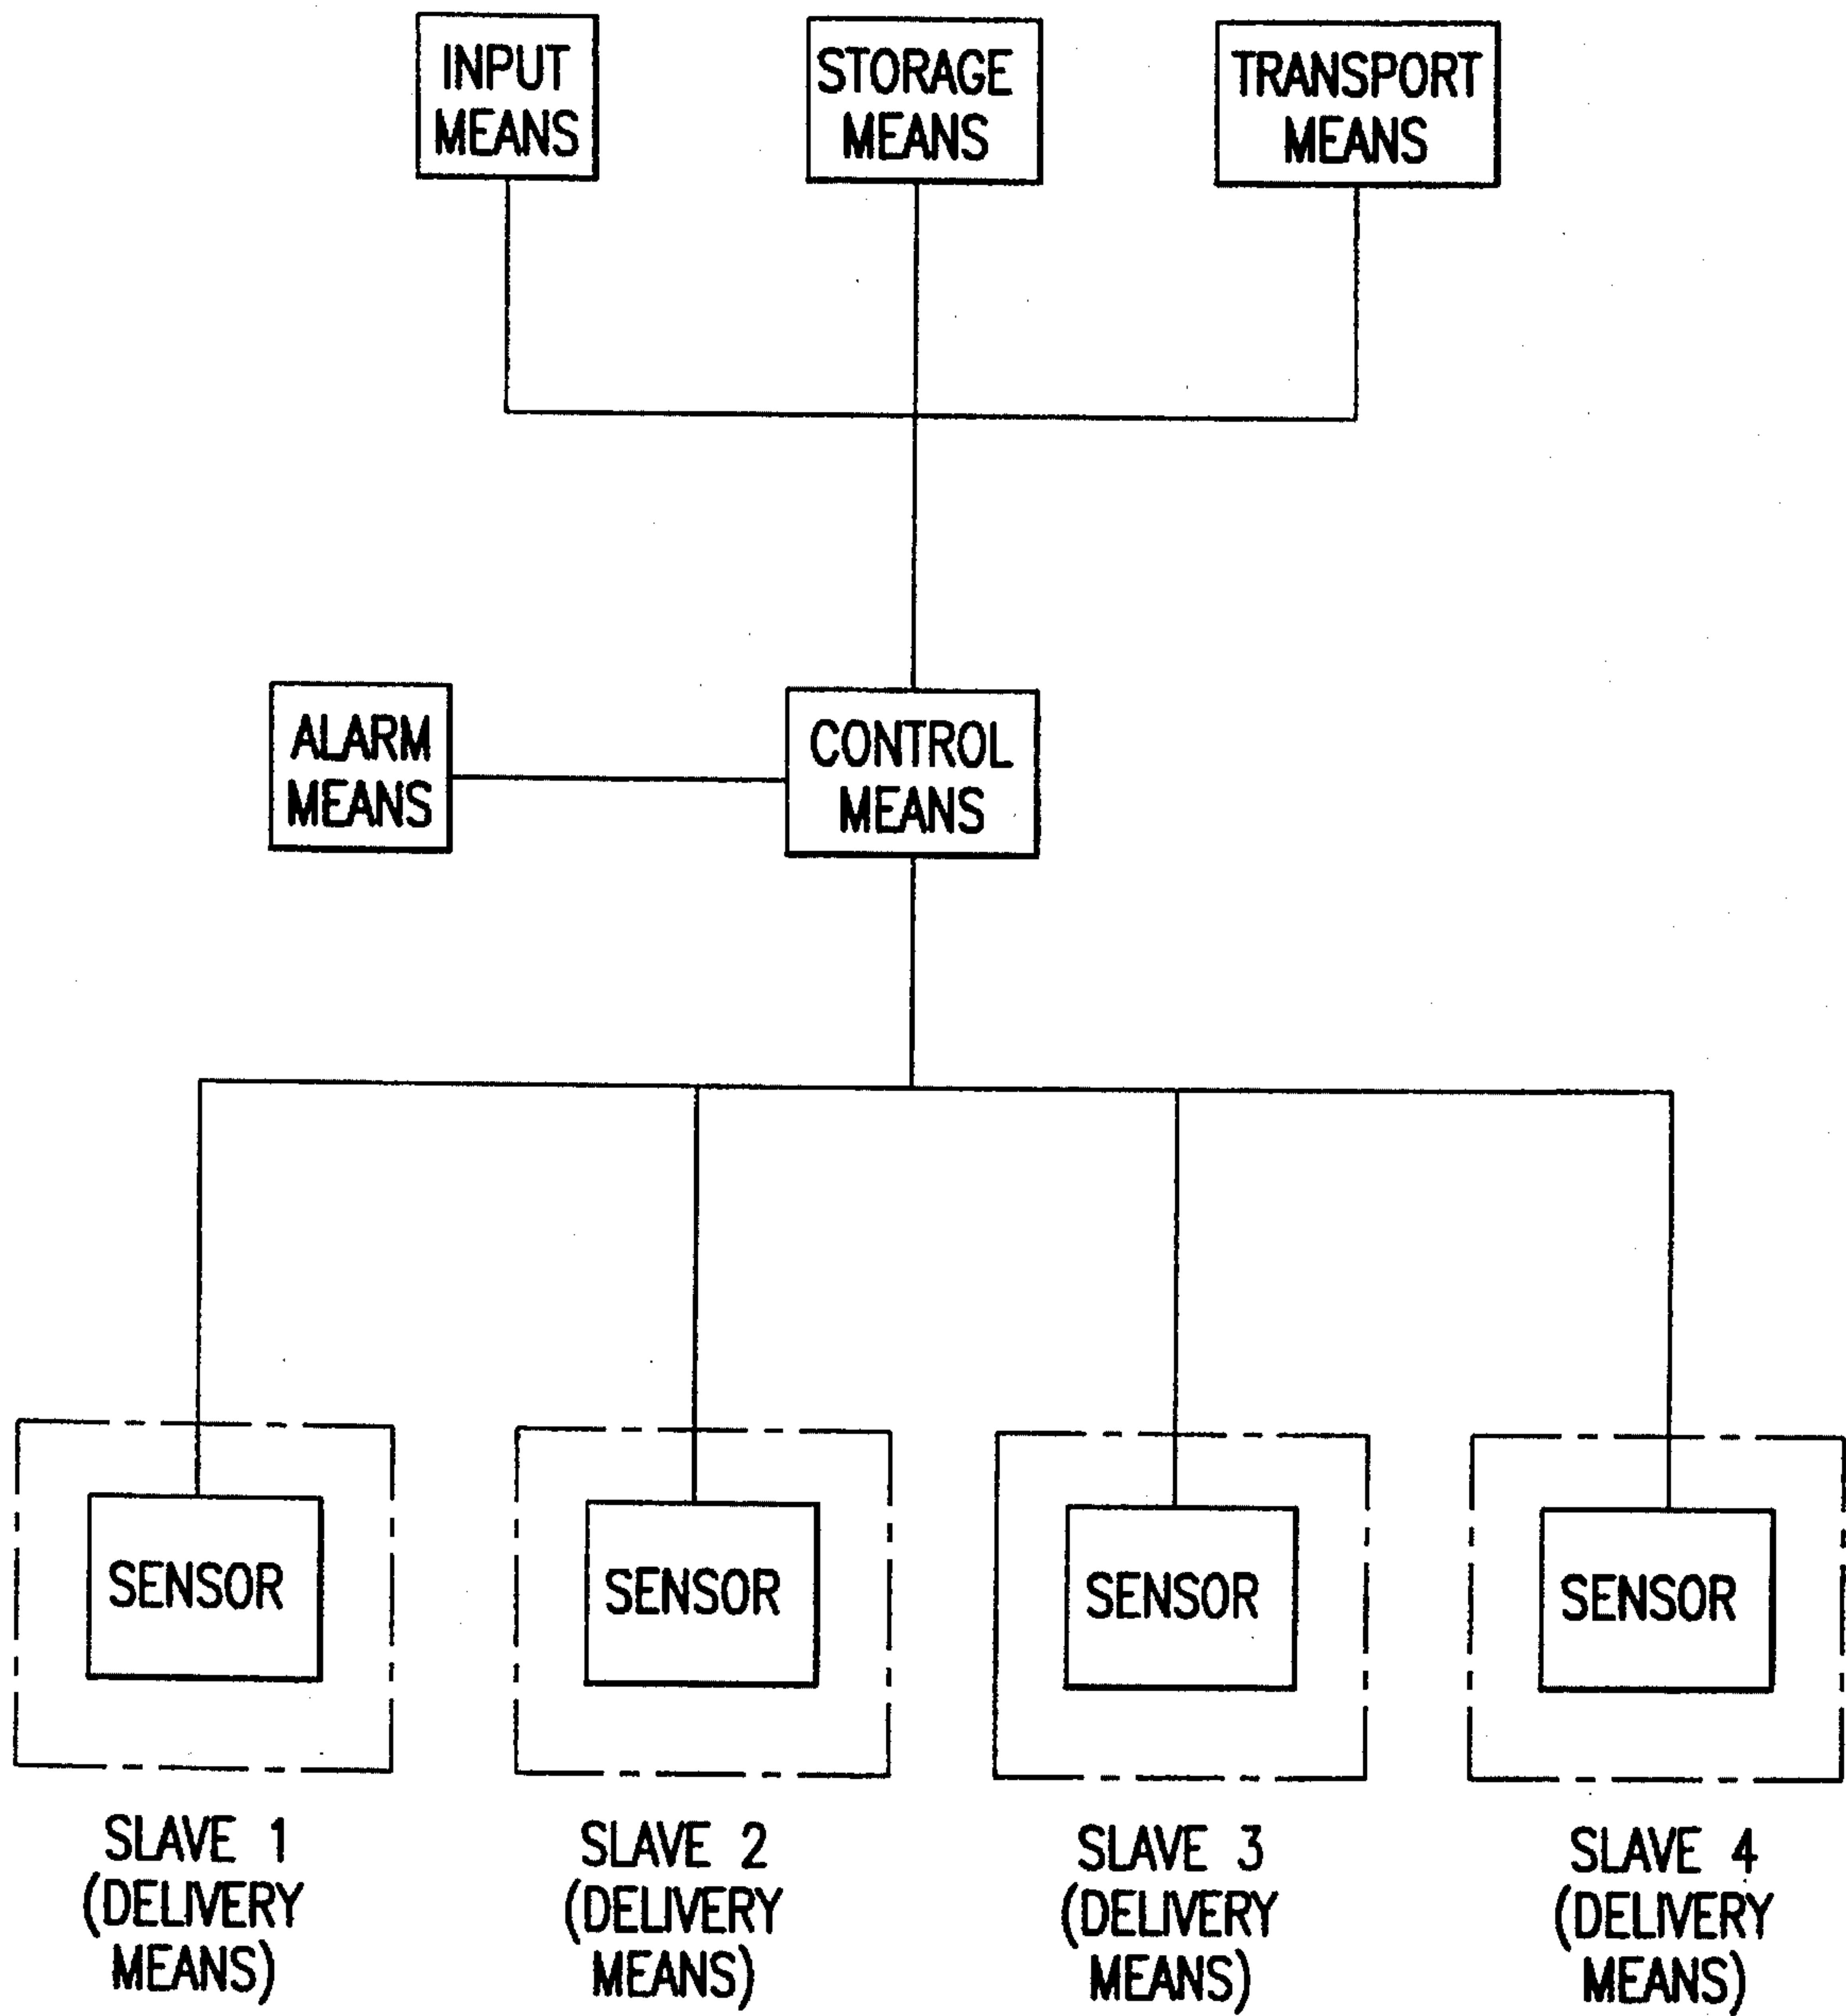 INPUT
MEANS
STORAGE
MEANS
TRANSPORT
MEANS
ALARM
MEANS
CONTROL
MEANS
SENSOR
SENSOR
SENSOR
SENSOR
SLAVE 1
(DELIVERY
MEANS)
SLAVE 2
(DELIVERY
MEANS)
SLAVE 3
(DELIVERY
MEANS)
SLAVE 4
(DELIVERY
MEANS)